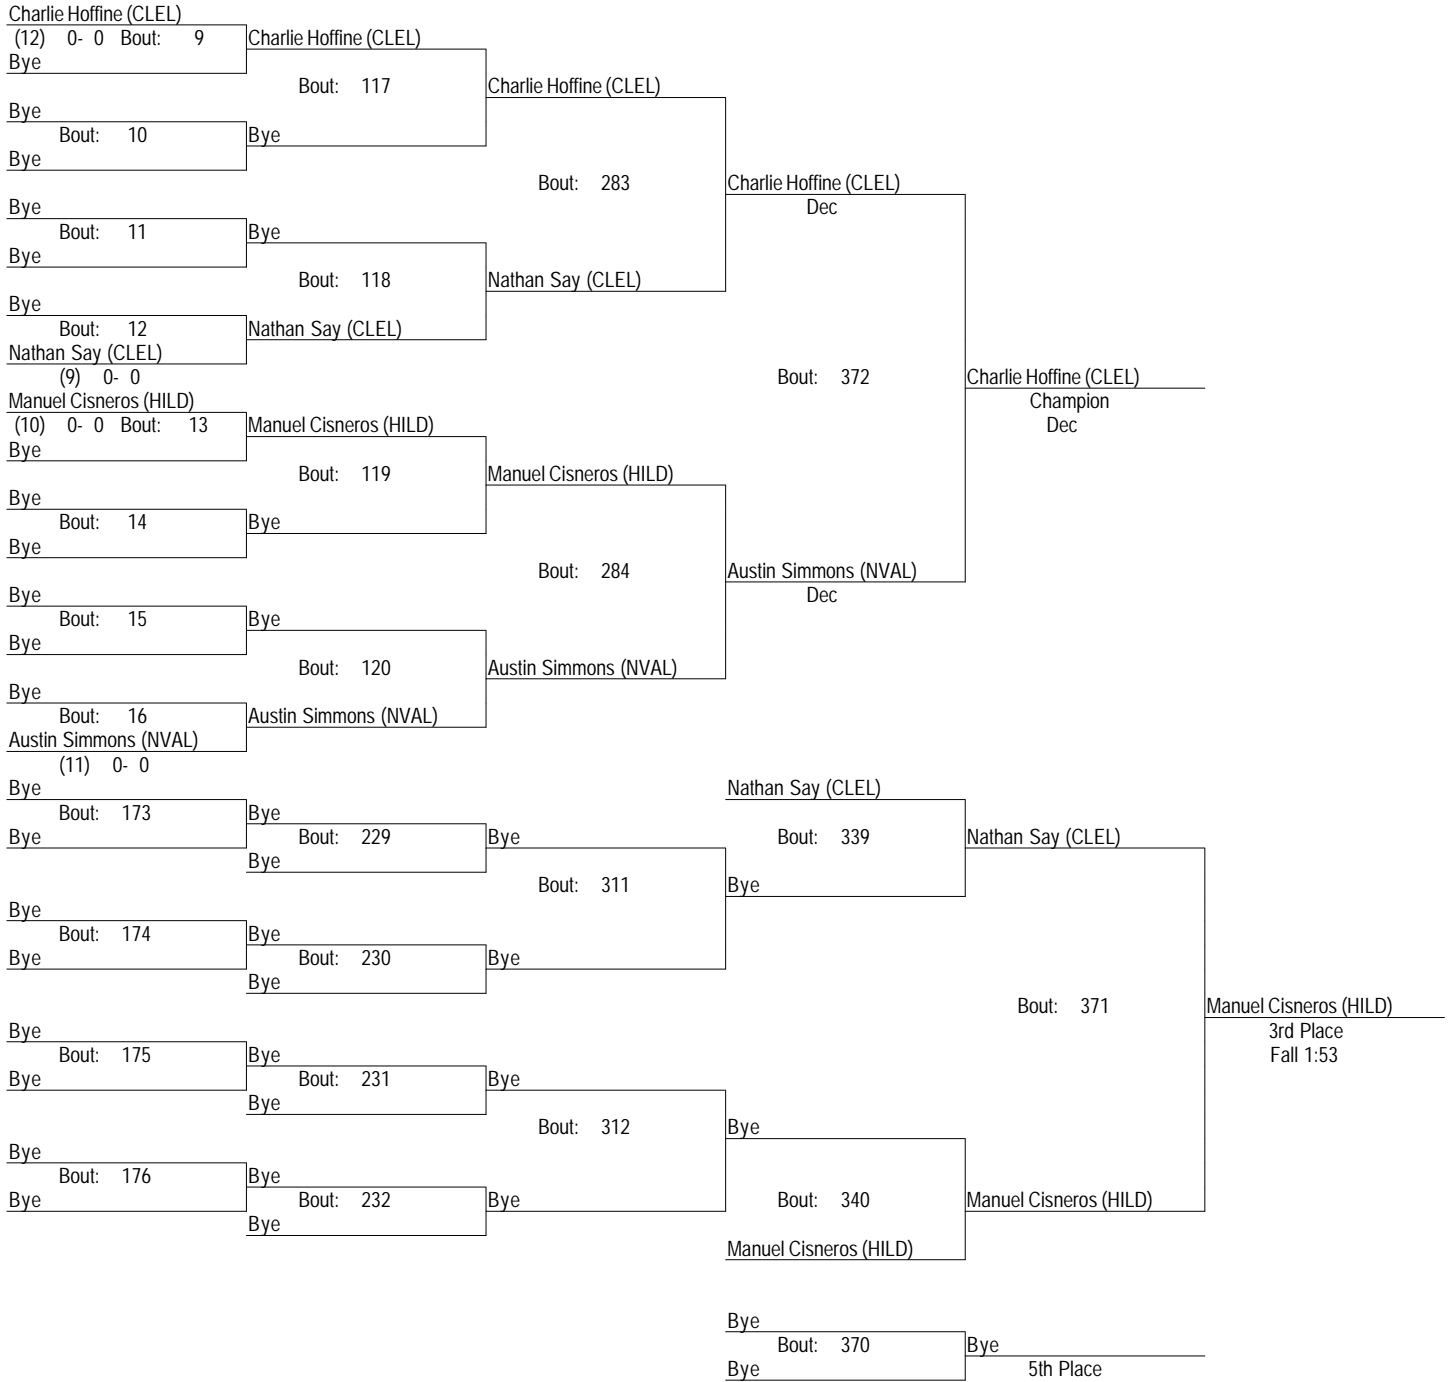 Charlie Hoffine (CLEL)
(12) 0- 0 Bout: 9
Bye
Bye
Bout: 10
Bye
Bye
Bout: 11
Bye
Bye
Bout: 12
Nathan Say (CLEL)
(9) 0- 0
Manuel Cisneros (HILD)
(10) 0- 0 Bout: 13
Bye
Bye
Bout: 14
Bye
Bye
Bout: 15
Bye
Bye
Bout: 16
Austin Simmons (NVAL)
(11) 0- 0
Charlie Hoffine (CLEL)
Bout: 117
Bye
Bye
Bout: 118
Nathan Say (CLEL)
Manuel Cisneros (HILD)
Bout: 119
Bye
Bye
Bout: 120
Austin Simmons (NVAL)
Charlie Hoffine (CLEL)
Bout: 283
Nathan Say (CLEL)
Manuel Cisneros (HILD)
Bout: 284
Austin Simmons (NVAL)
Charlie Hoffine (CLEL)
Dec
Bout: 372
Austin Simmons (NVAL)
Dec
Charlie Hoffine (CLEL)
Champion
Dec
Bye
Bout: 173
Bye
Bye
Bout: 174
Bye
Bye
Bout: 175
Bye
Bye
Bout: 176
Bye
Bye
Bout: 229
Bye
Bye
Bout: 230
Bye
Bye
Bout: 231
Bye
Bye
Bout: 232
Bye
Bye
Bout: 311
Bye
Bye
Bout: 312
Bye
Nathan Say (CLEL)
Bout: 339
Bye
Bye
Bout: 340
Manuel Cisneros (HILD)
Nathan Say (CLEL)
Bout: 371
Manuel Cisneros (HILD)
Manuel Cisneros (HILD)
3rd Place
Fall 1:53
Bye
Bout: 370
Bye
Bye
5th Place